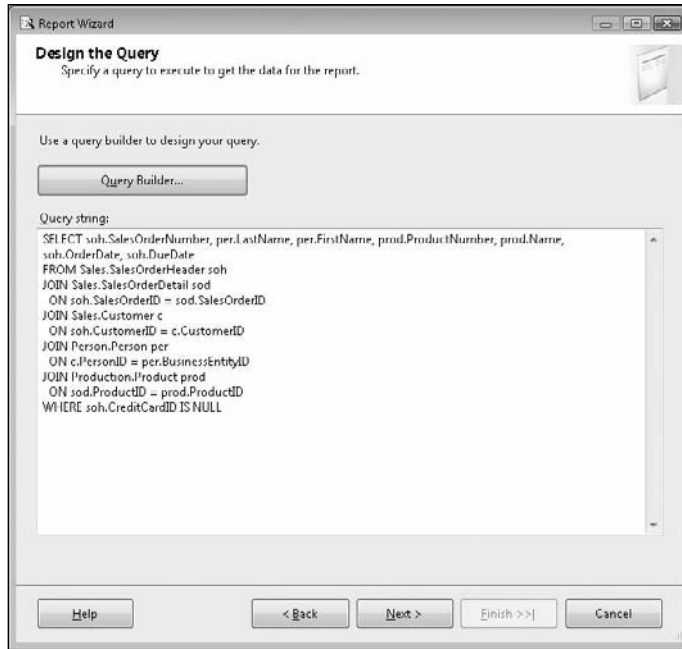 Report Wizard
Design the Query
Specify a query to execute to get the data for the report.
Use a query builder to design your query.
Query Builder...
Query string:
SELECT soh.SalesOrderNumber, per.LastName, per.FirstName, prod.ProductNumber, prod.Name,
soh.OrderDate, soh.DueDate
FROM Sales.SalesOrderHeader soh
JOIN Sales.SalesOrderDetail sod
ON soh.SalesOrderID = sod.SalesOrderID
JOIN Sales.Customer c
ON soh.CustomerID = c.CustomerID
JOIN Person.Person per
ON c.PersonID = per.BusinessEntityID
JOIN Production.Product prod
ON sod.ProductID = prod.ProductID
WHERE soh.CreditCardID IS NULL
Help
< Back
Next >
Finish >>|
Cancel